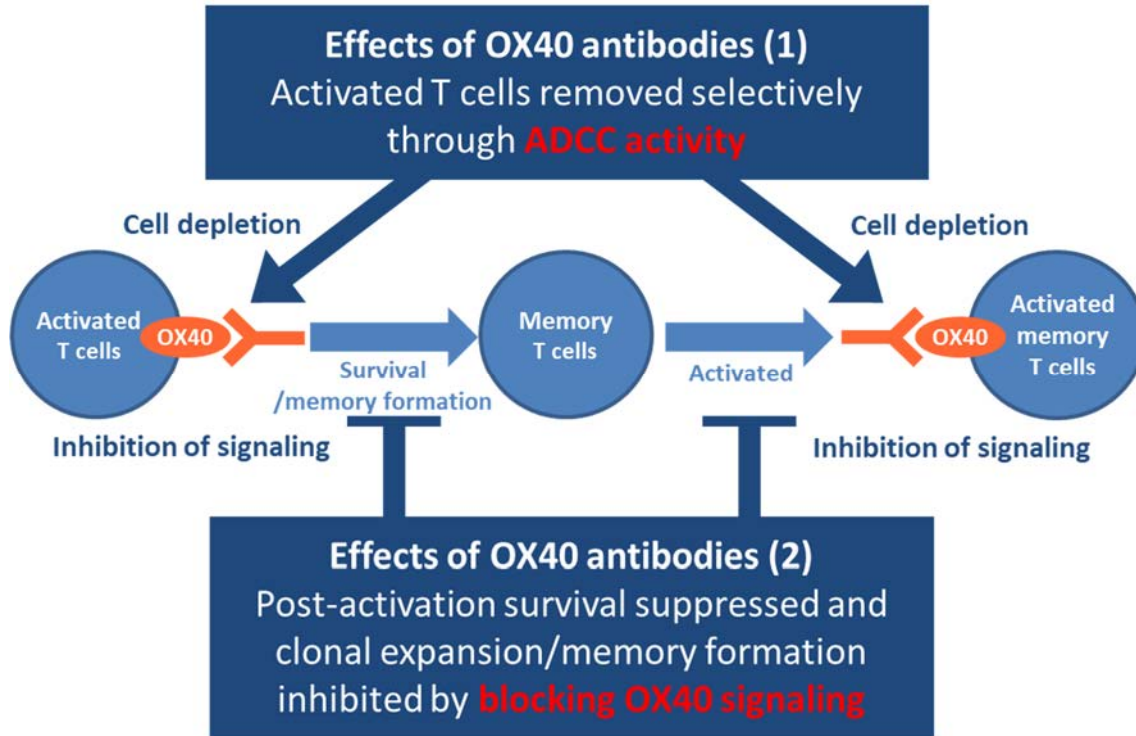 Effects of OX40 antibodies (1)
Activated T cells removed selectively
through ADCC activity
Cell depletion
Cell depletion
Activated
T cells
OX40
Survival
/memory formation
Memory
T cells
Activated
OX40
Activated
memory
T cells
Inhibition of signaling
Inhibition of signaling
Effects of OX40 antibodies (2)
Post-activation survival suppressed and
clonal expansion/memory formation
inhibited by blocking OX40 signaling